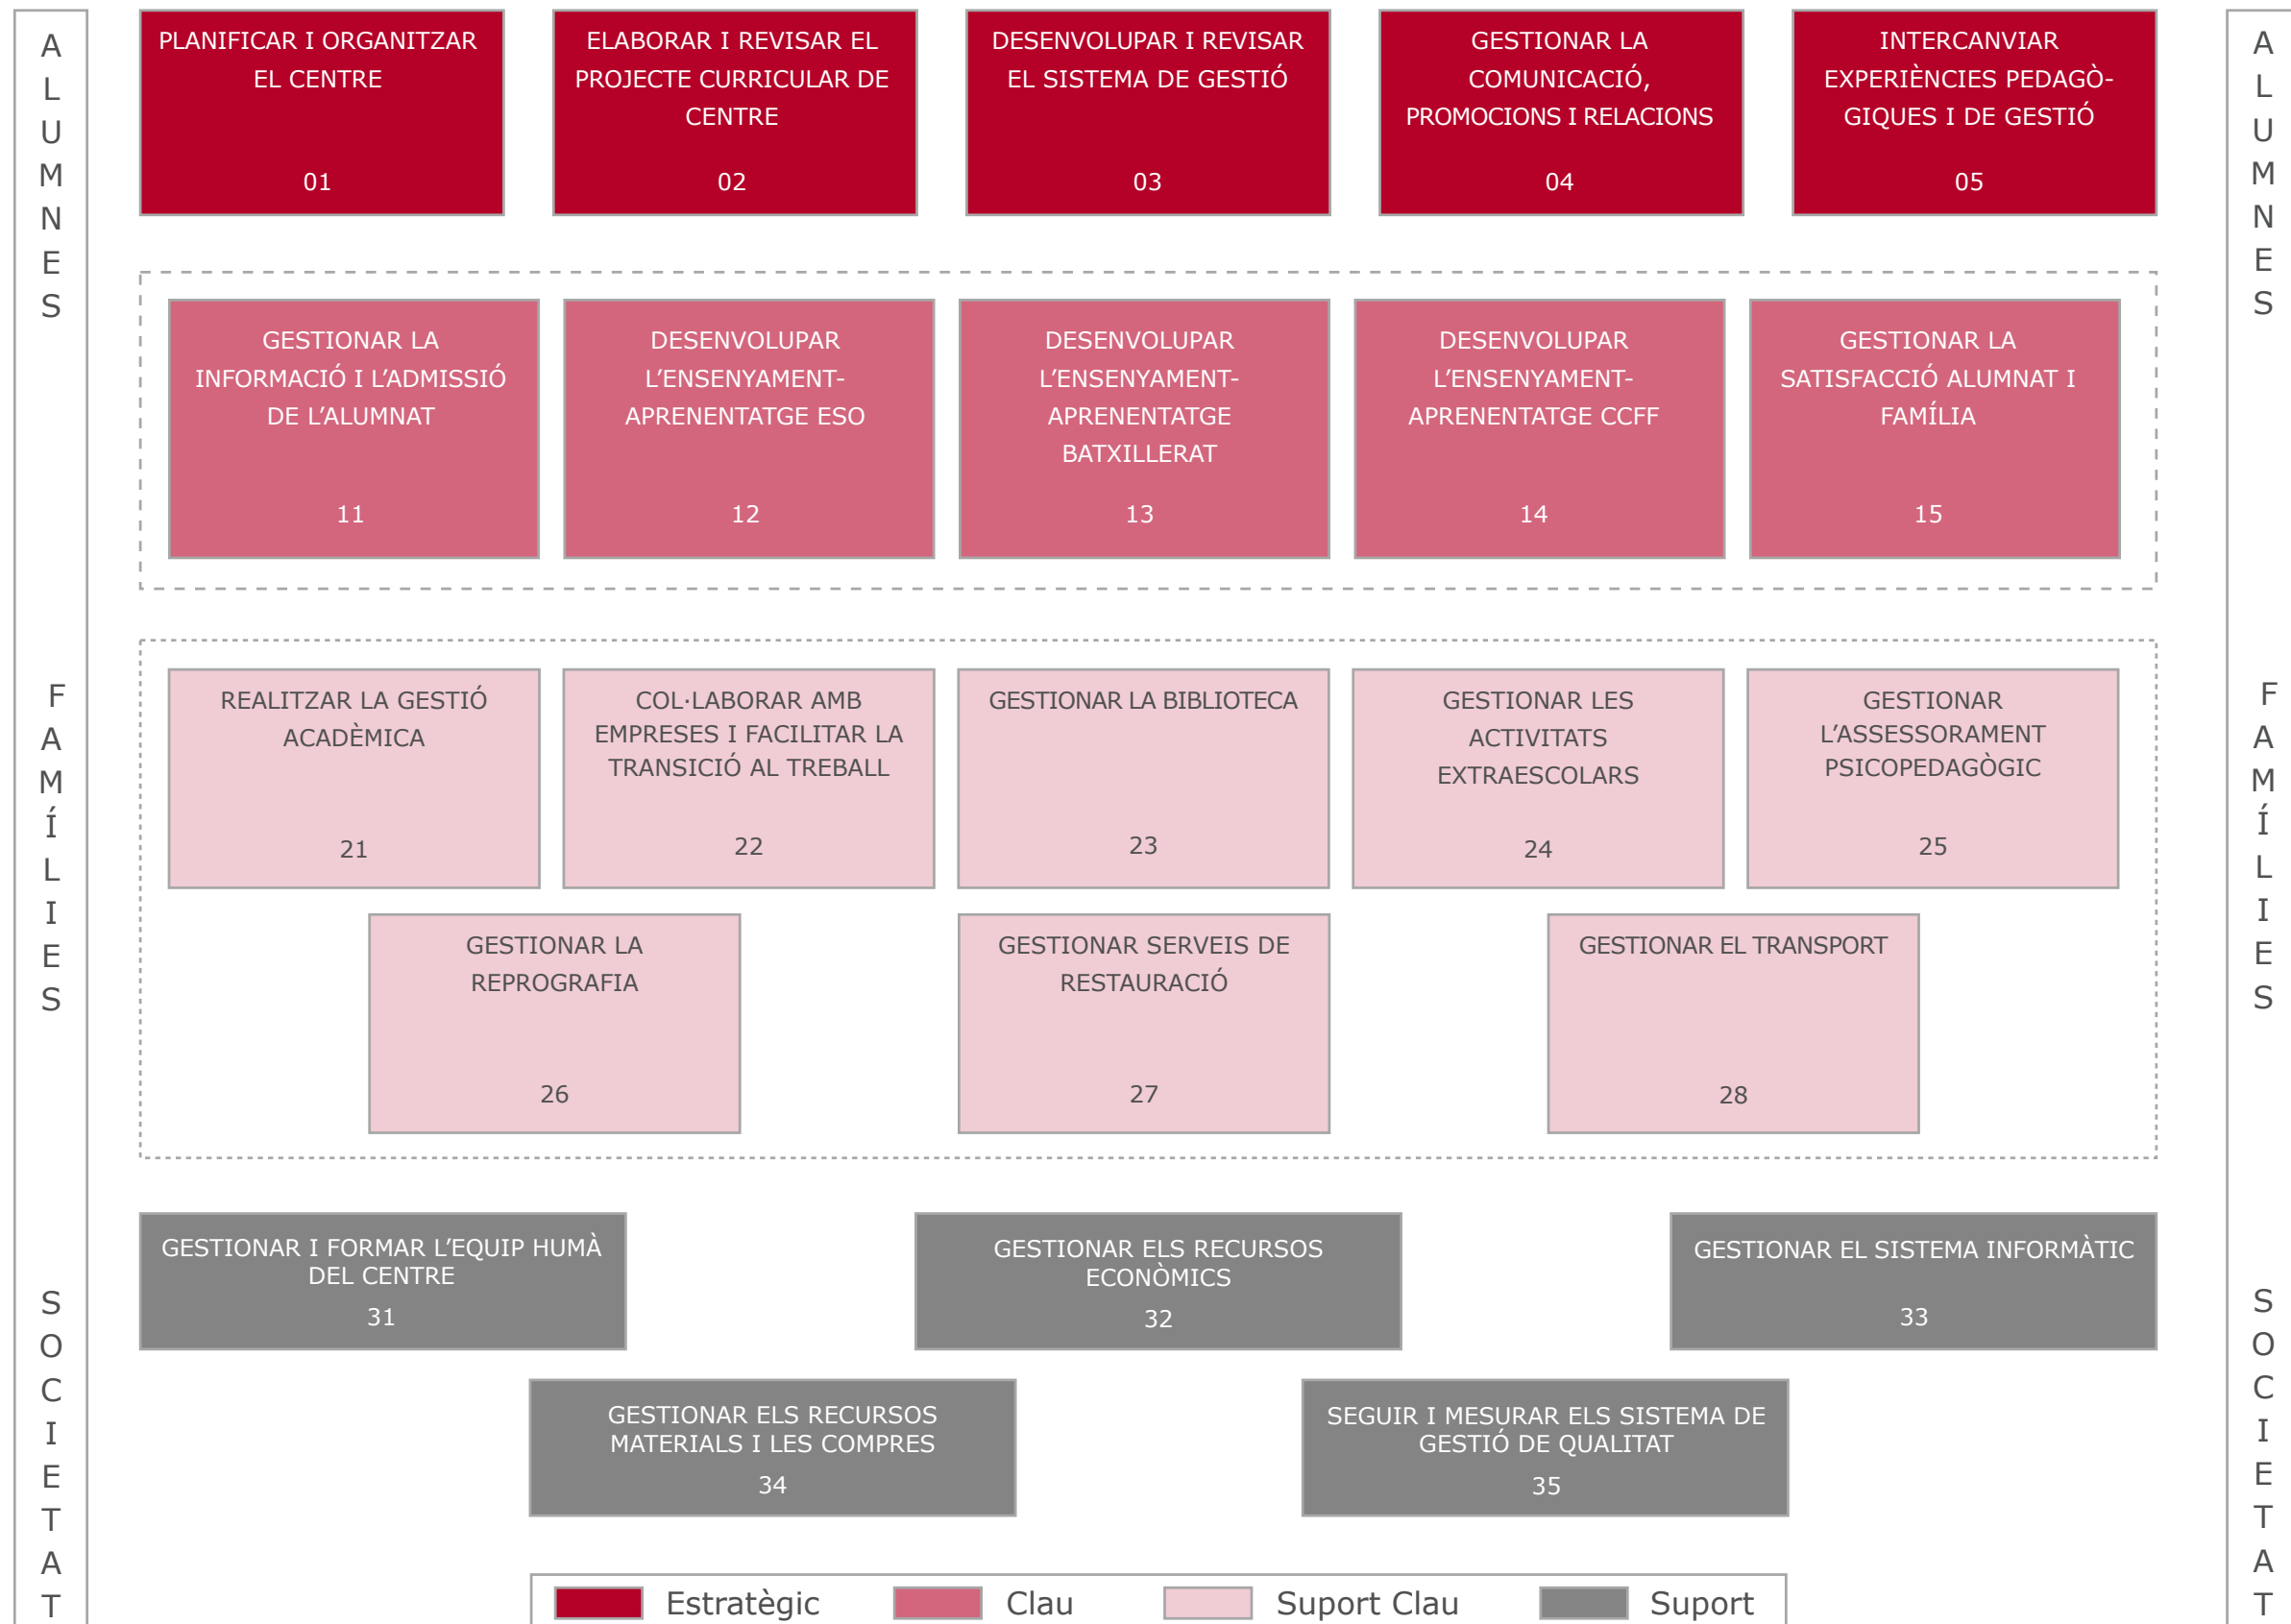 ALUMNES
FAMÍLIES
SOCIETAT
PLANIFICAR I ORGANITZAR
EL CENTRE
01
ELABORAR I REVISAR EL
PROJECTE CURRICULAR DE
CENTRE
02
DESENVOLUPAR I REVISAR
EL SISTEMA DE GESTIÓ
03
GESTIONAR LA
COMUNICACIÓ,
PROMOCIONS I RELACIONS
04
INTERCANVIAR
EXPERIÈNCIES PEDAGÒ-
GIQUES I DE GESTIÓ
05
GESTIONAR LA
INFORMACIÓ I L’ADMISSIÓ
DE L’ALUMNAT
11
DESENVOLUPAR
L’ENSENYAMENT-
APRENENTATGE ESO
12
DESENVOLUPAR
L’ENSENYAMENT-
APRENENTATGE
BATXILLERAT
13
DESENVOLUPAR
L’ENSENYAMENT-
APRENENTATGE CCFF
14
GESTIONAR LA
SATISFACCIÓ ALUMNAT I
FAMÍLIA
15
REALITZAR LA GESTIÓ
ACADÈMICA
21
COL·LABORAR AMB
EMPRESES I FACILITAR LA
TRANSICIÓ AL TREBALL
22
GESTIONAR LA BIBLIOTECA
23
GESTIONAR LES
ACTIVITATS
EXTRAESCOLARS
24
GESTIONAR
L’ASSESSORAMENT
PSICOPEDAGÒGIC
25
GESTIONAR LA
REPROGRAFIA
26
GESTIONAR SERVEIS DE
RESTAURACIÓ
27
GESTIONAR EL TRANSPORT
28
GESTIONAR I FORMAR L’EQUIP HUMÀ
DEL CENTRE
31
GESTIONAR ELS RECURSOS
ECONÒMICS
32
GESTIONAR EL SISTEMA INFORMÀTIC
33
GESTIONAR ELS RECURSOS
MATERIALS I LES COMPRES
34
SEGUIR I MESURAR ELS SISTEMA DE
GESTIÓ DE QUALITAT
35
Estratègic
Clau
Suport Clau
Suport
ALUMNES
FAMÍLIES
SOCIETAT